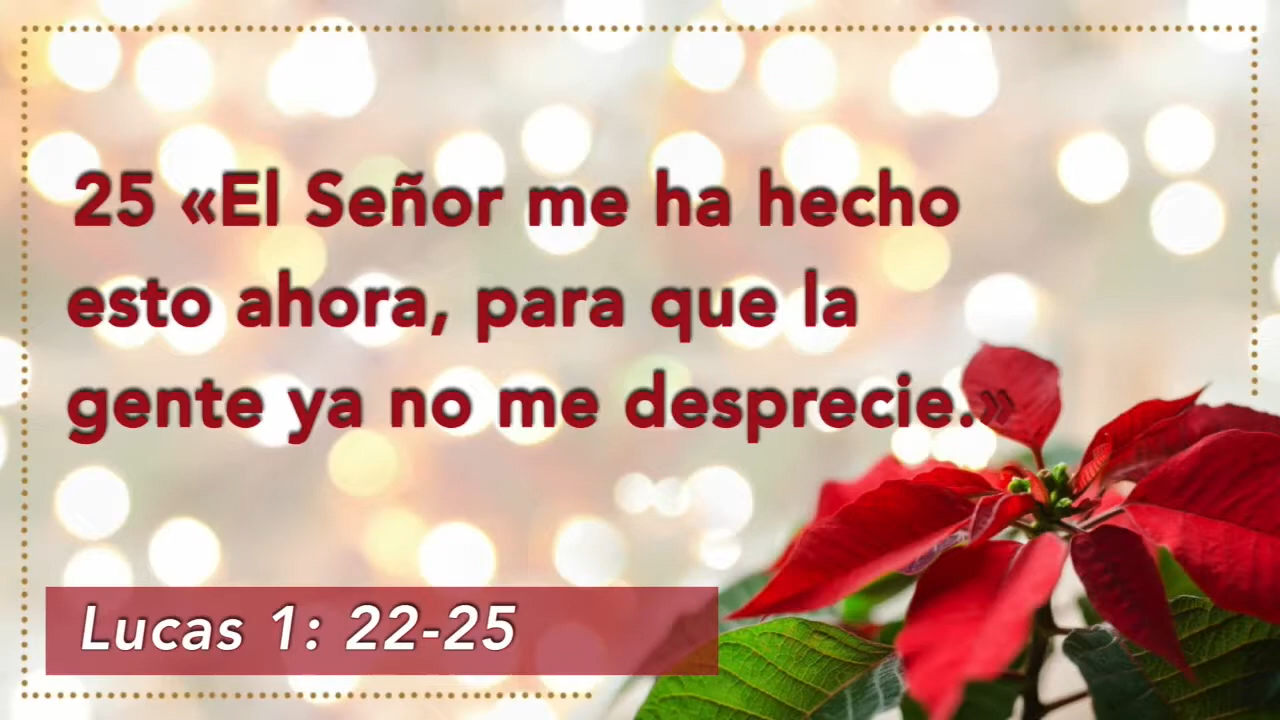 25 «El Señor me ha hecho
esto ahora, para que la
gente ya no me desprecie.»
Lucas 1: 22-25